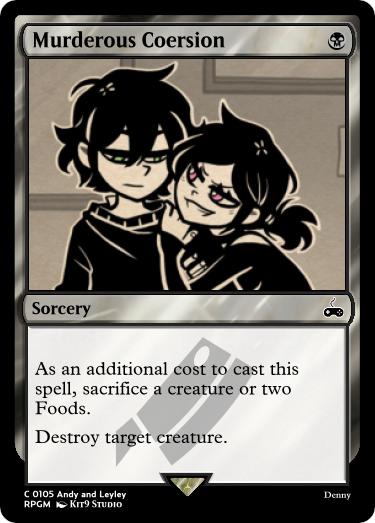 Murderous Coersion
Sorcery
As an additional cost to cast this
spell, sacrifice a creature or two
Foods.
Destroy target creature.
C 0105 Andy and Leyley
RPGM Kit9 Studio
Denny